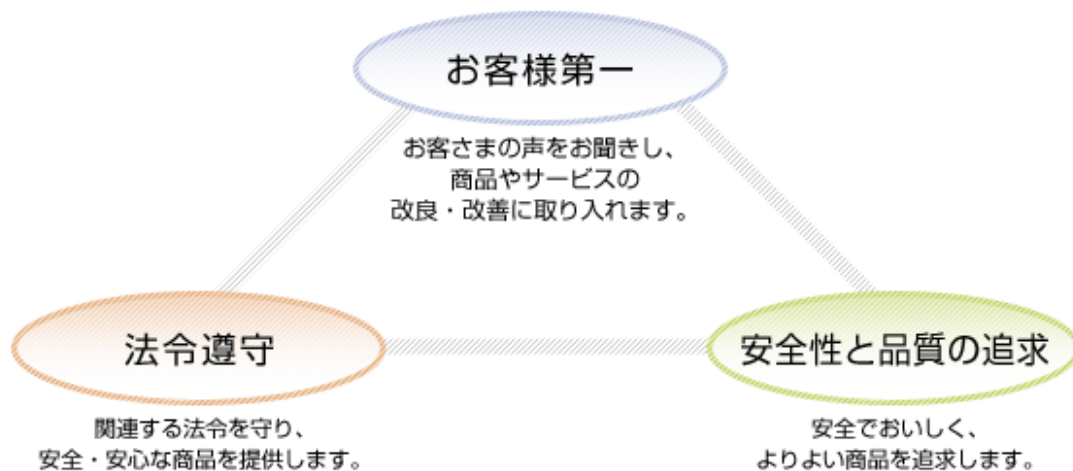 お客様第一
お客さまの声をお聞きし、
商品やサービスの
改良・改善に取り入れます。
法令遵守
関連する法令を守り、
安全・安心な商品を提供します。
安全性と品質の追求
安全でおいしく、
よりよい商品を追求します。